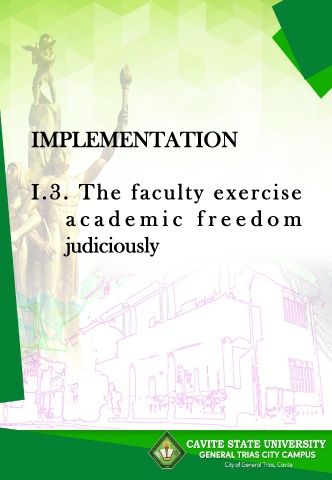 IMPLEMENTATION
I.3. The faculty exercise
academic freedom
judiciously
CAVITE STATE UNIVERSITY
GENERAL TRIAS CITY CAMPUS
City of General Trias, Cavite